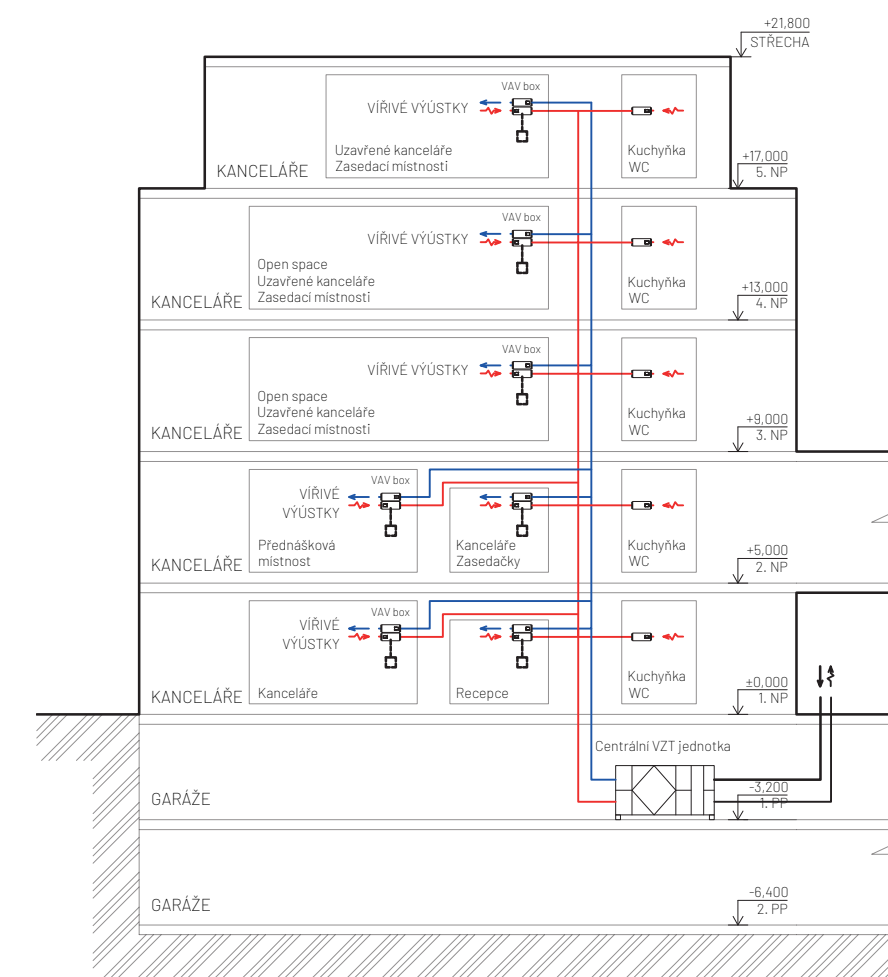 +21,800
STŘECHA
VAV box
VÍŘIVÉ VÝÚSTKY
Uzavřené kanceláře
Zasedací místnosti
Kuchyňka
WC
KANCELÁŘE
+17,000
5. NP
VAV box
VÍŘIVÉ VÝÚSTKY
Open space
Uzavřené kanceláře
Zasedací místnosti
Kuchyňka
WC
KANCELÁŘE
+13,000
4. NP
VAV box
VÍŘIVÉ VÝÚSTKY
Open space
Uzavřené kanceláře
Zasedací místnosti
Kuchyňka
WC
KANCELÁŘE
+9,000
3. NP
VAV box
VÍŘIVÉ
VÝÚSTKY
Přednášková
místnost
Kanceláře
Zasedačky
Kuchyňka
WC
KANCELÁŘE
+5,000
2. NP
VAV box
VÍŘIVÉ
VÝÚSTKY
Kanceláře
Recepce
Kuchyňka
WC
KANCELÁŘE
±0,000
1. NP
Centrální VZT jednotka
GARÁŽE
-3,200
1. PP
GARÁŽE
-6,400
2. PP